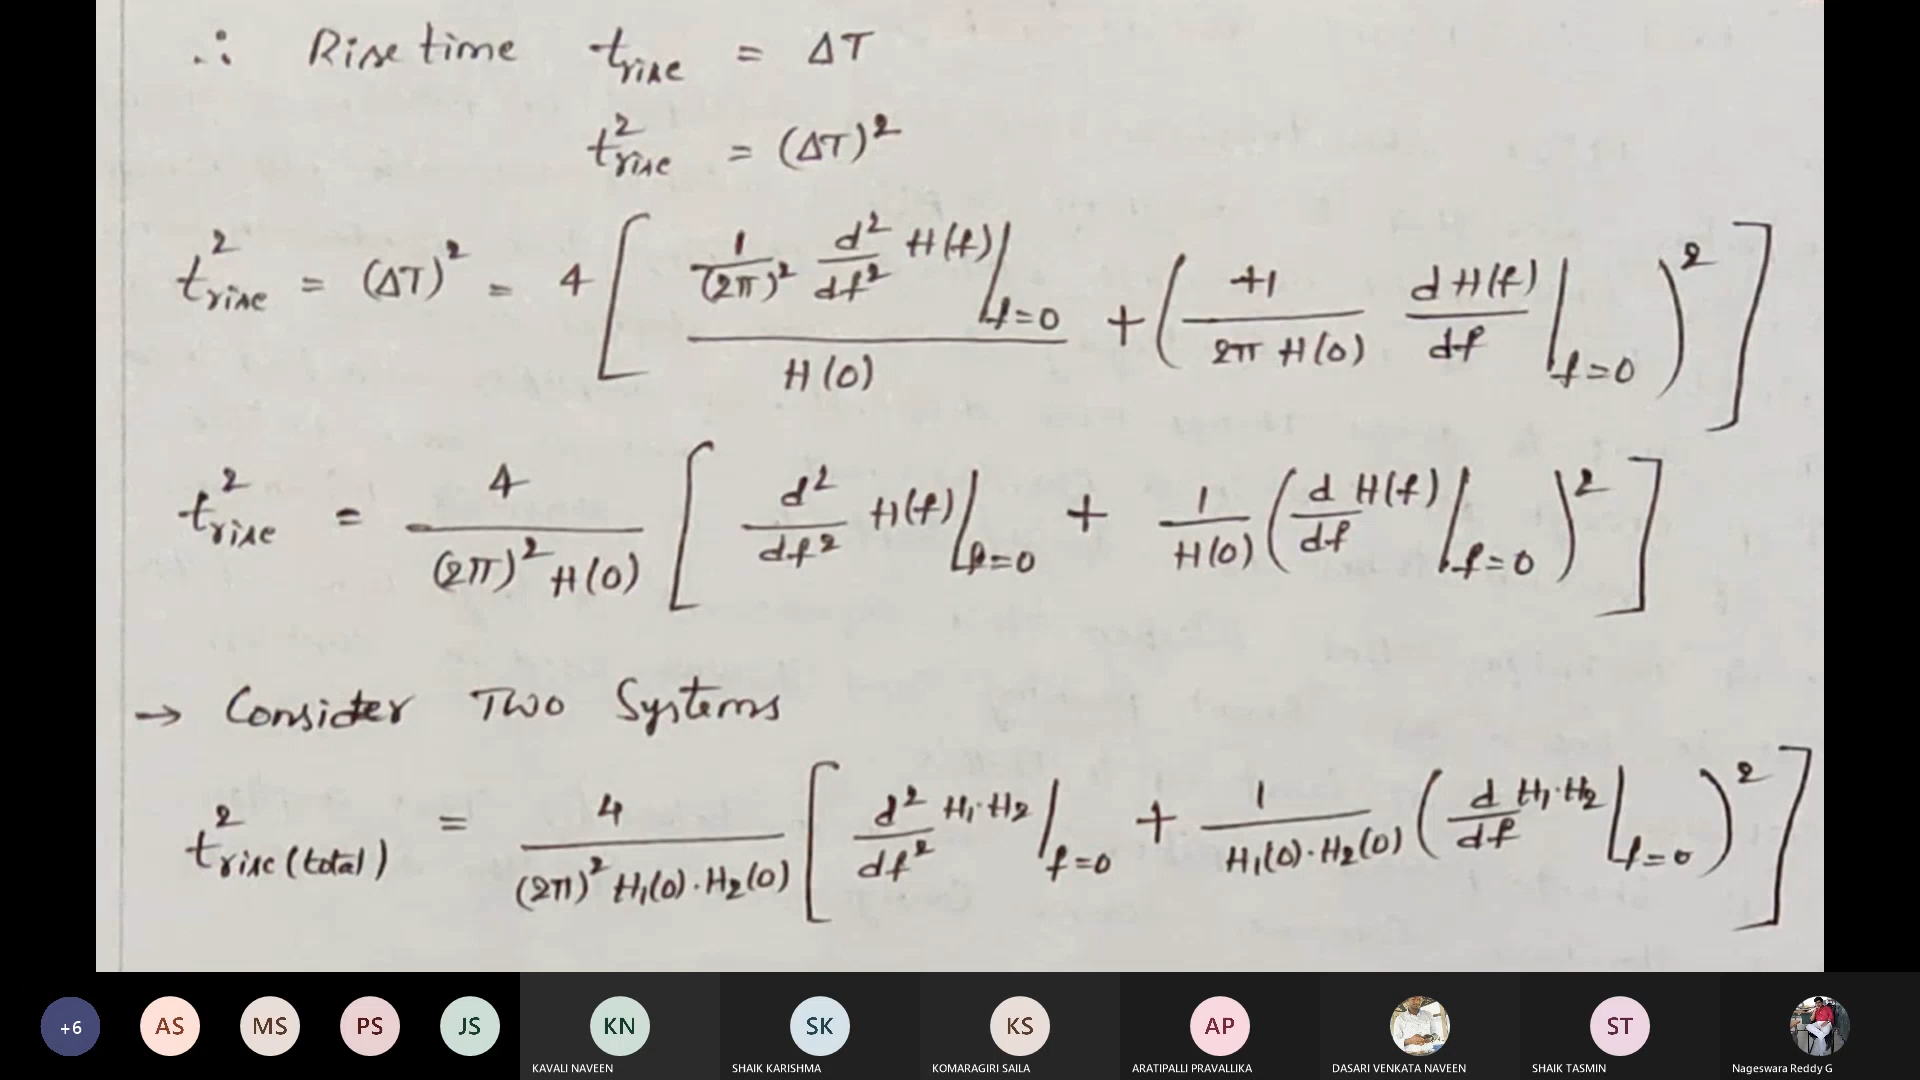 ∴ Rise time t_rise = ΔT
t²_rise = (ΔT)²
t²_rise = (ΔT)² = 4 [ 1/(2π)² d²/df² H(f)|f=0 / H(0) + ( +1/(2π H(0)) d H(f)/df |f=0 )² ]
t²_rise = 4/((2π)² H(0)) [ d²/df² H(f)|f=0 + 1/H(0) ( d/df H(f)|f=0 )² ]
→ Consider Two Systems
t²_rise(total) = 4/((2π)² H₁(0)·H₂(0)) [ d²/df² H₁·H₂|f=0 + 1/(H₁(0)·H₂(0)) ( d/df H₁·H₂|f=0 )² ]
+6 AS MS PS JS KN SK KS AP ST
KAVALI NAVEEN SHAIK KARISHMA KOMARAGIRI SAILA ARATIPALLI PRAVALLIKA DASARI VENKATA NAVEEN SHAIK TASMIN Nageswara Reddy G